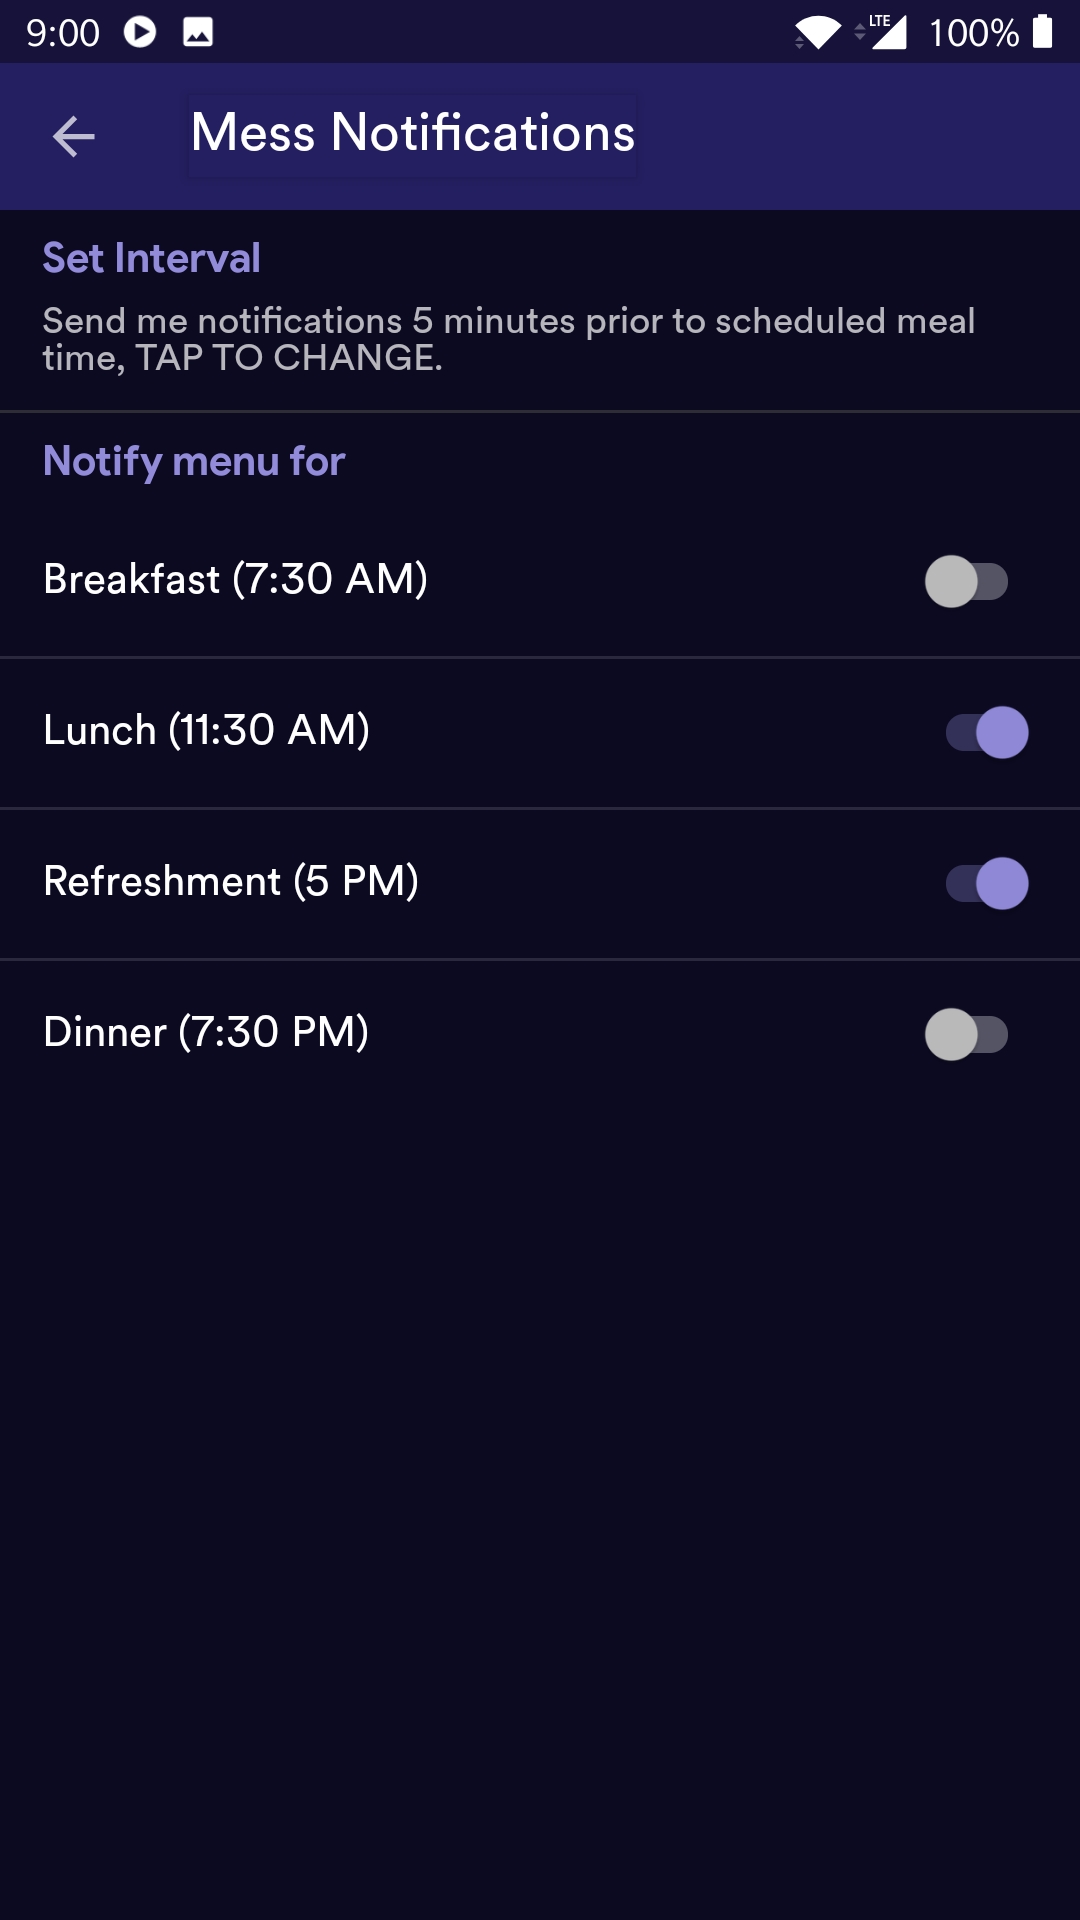 9:00 LTE 100%
Mess Notifications
Set Interval
Send me notifications 5 minutes prior to scheduled meal
time, TAP TO CHANGE.
Notify menu for
Breakfast (7:30 AM)
Lunch (11:30 AM)
Refreshment (5 PM)
Dinner (7:30 PM)